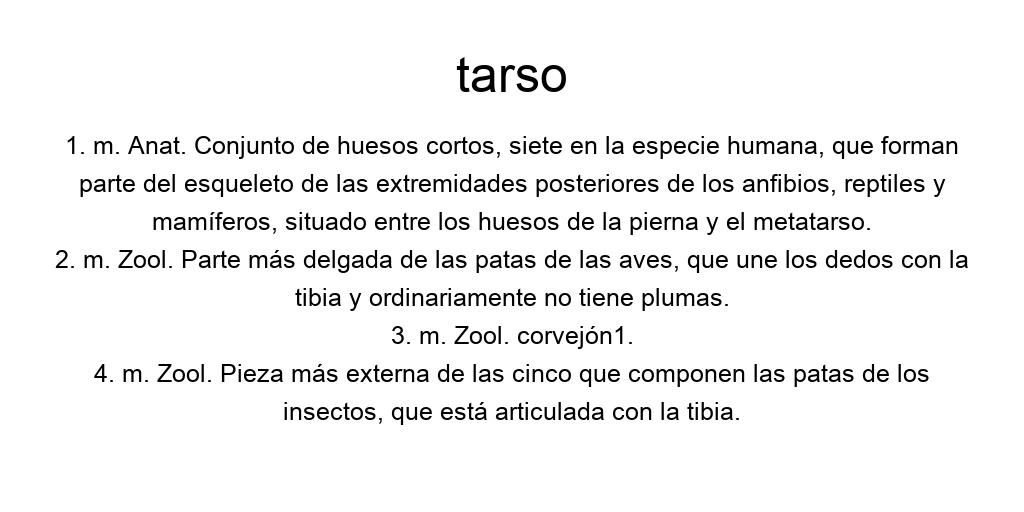 tarso
1. m. Anat. Conjunto de huesos cortos, siete en la especie humana, que forman
parte del esqueleto de las extremidades posteriores de los anfibios, reptiles y
mamíferos, situado entre los huesos de la pierna y el metatarso.
2. m. Zool. Parte más delgada de las patas de las aves, que une los dedos con la
tibia y ordinariamente no tiene plumas.
3. m. Zool. corvejón1.
4. m. Zool. Pieza más externa de las cinco que componen las patas de los
insectos, que está articulada con la tibia.